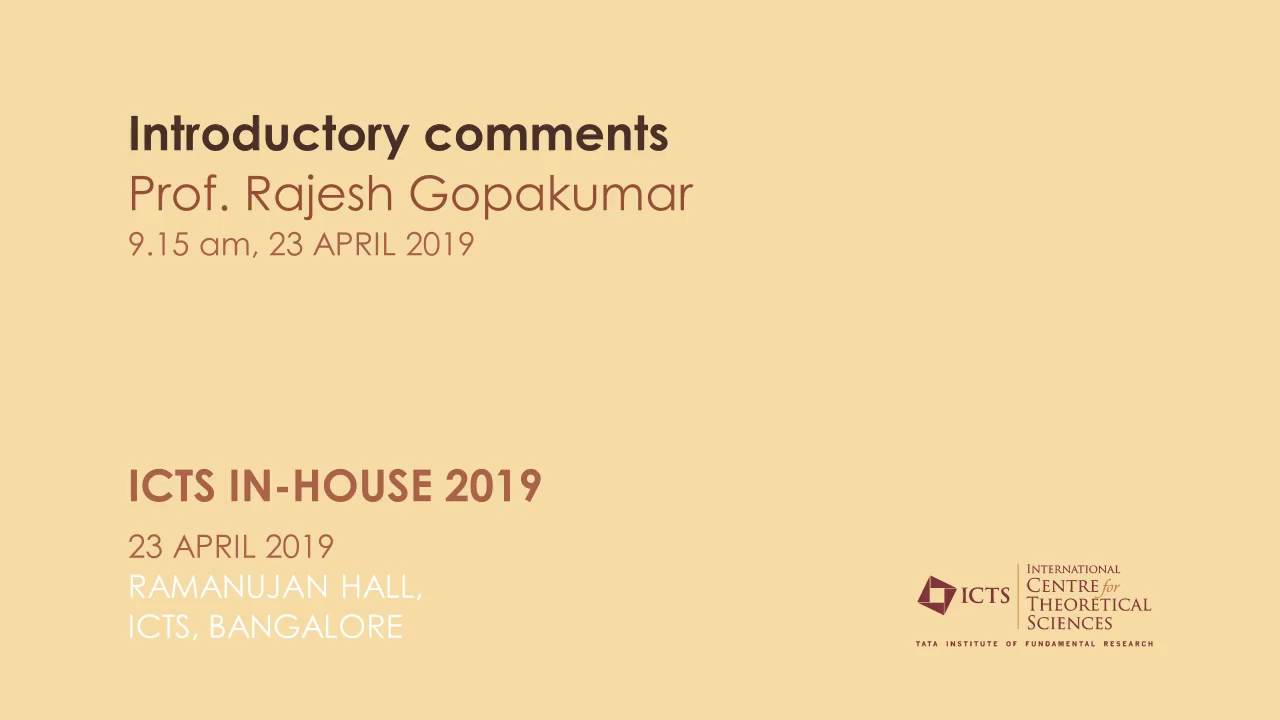 Introductory comments
Prof. Rajesh Gopakumar
9.15 am, 23 APRIL 2019
ICTS IN-HOUSE 2019
23 APRIL 2019
RAMANUJAN HALL,
ICTS, BANGALORE
ICTS
INTERNATIONAL
CENTRE for
THEORETICAL
SCIENCES
TATA INSTITUTE OF FUNDAMENTAL RESEARCH